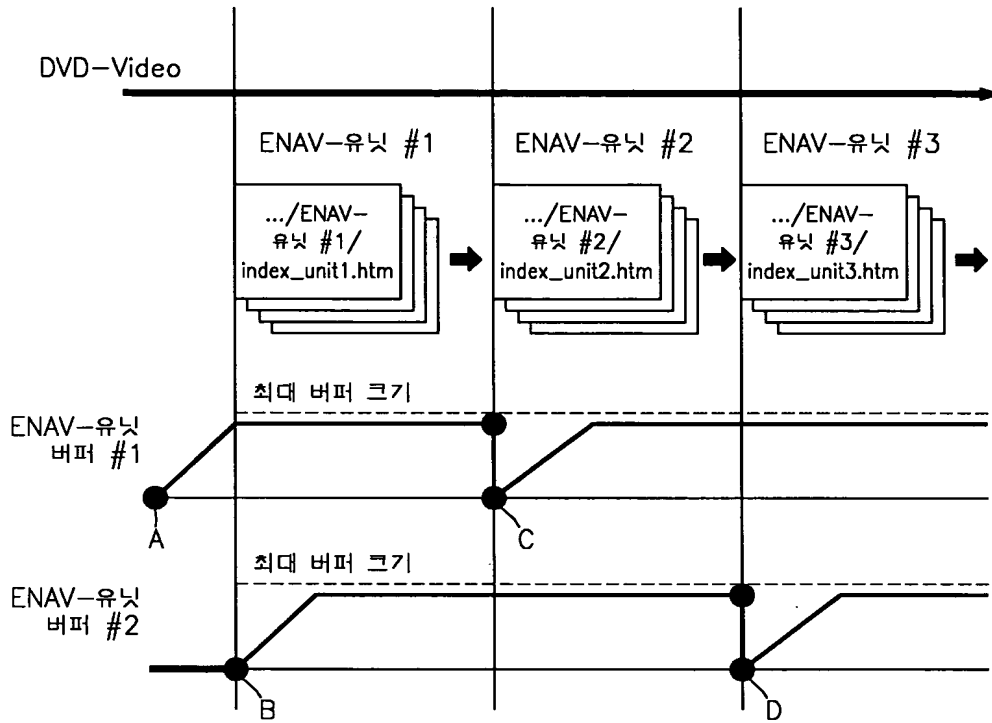 DVD-Video
ENAV-유닛 #1
ENAV-유닛 #2
ENAV-유닛 #3
.../ENAV-
유닛 #1/
index_unit1.htm
.../ENAV-
유닛 #2/
index_unit2.htm
.../ENAV-
유닛 #3/
index_unit3.htm
최대 버퍼 크기
ENAV-유닛
버퍼 #1
A
C
최대 버퍼 크기
ENAV-유닛
버퍼 #2
B
D